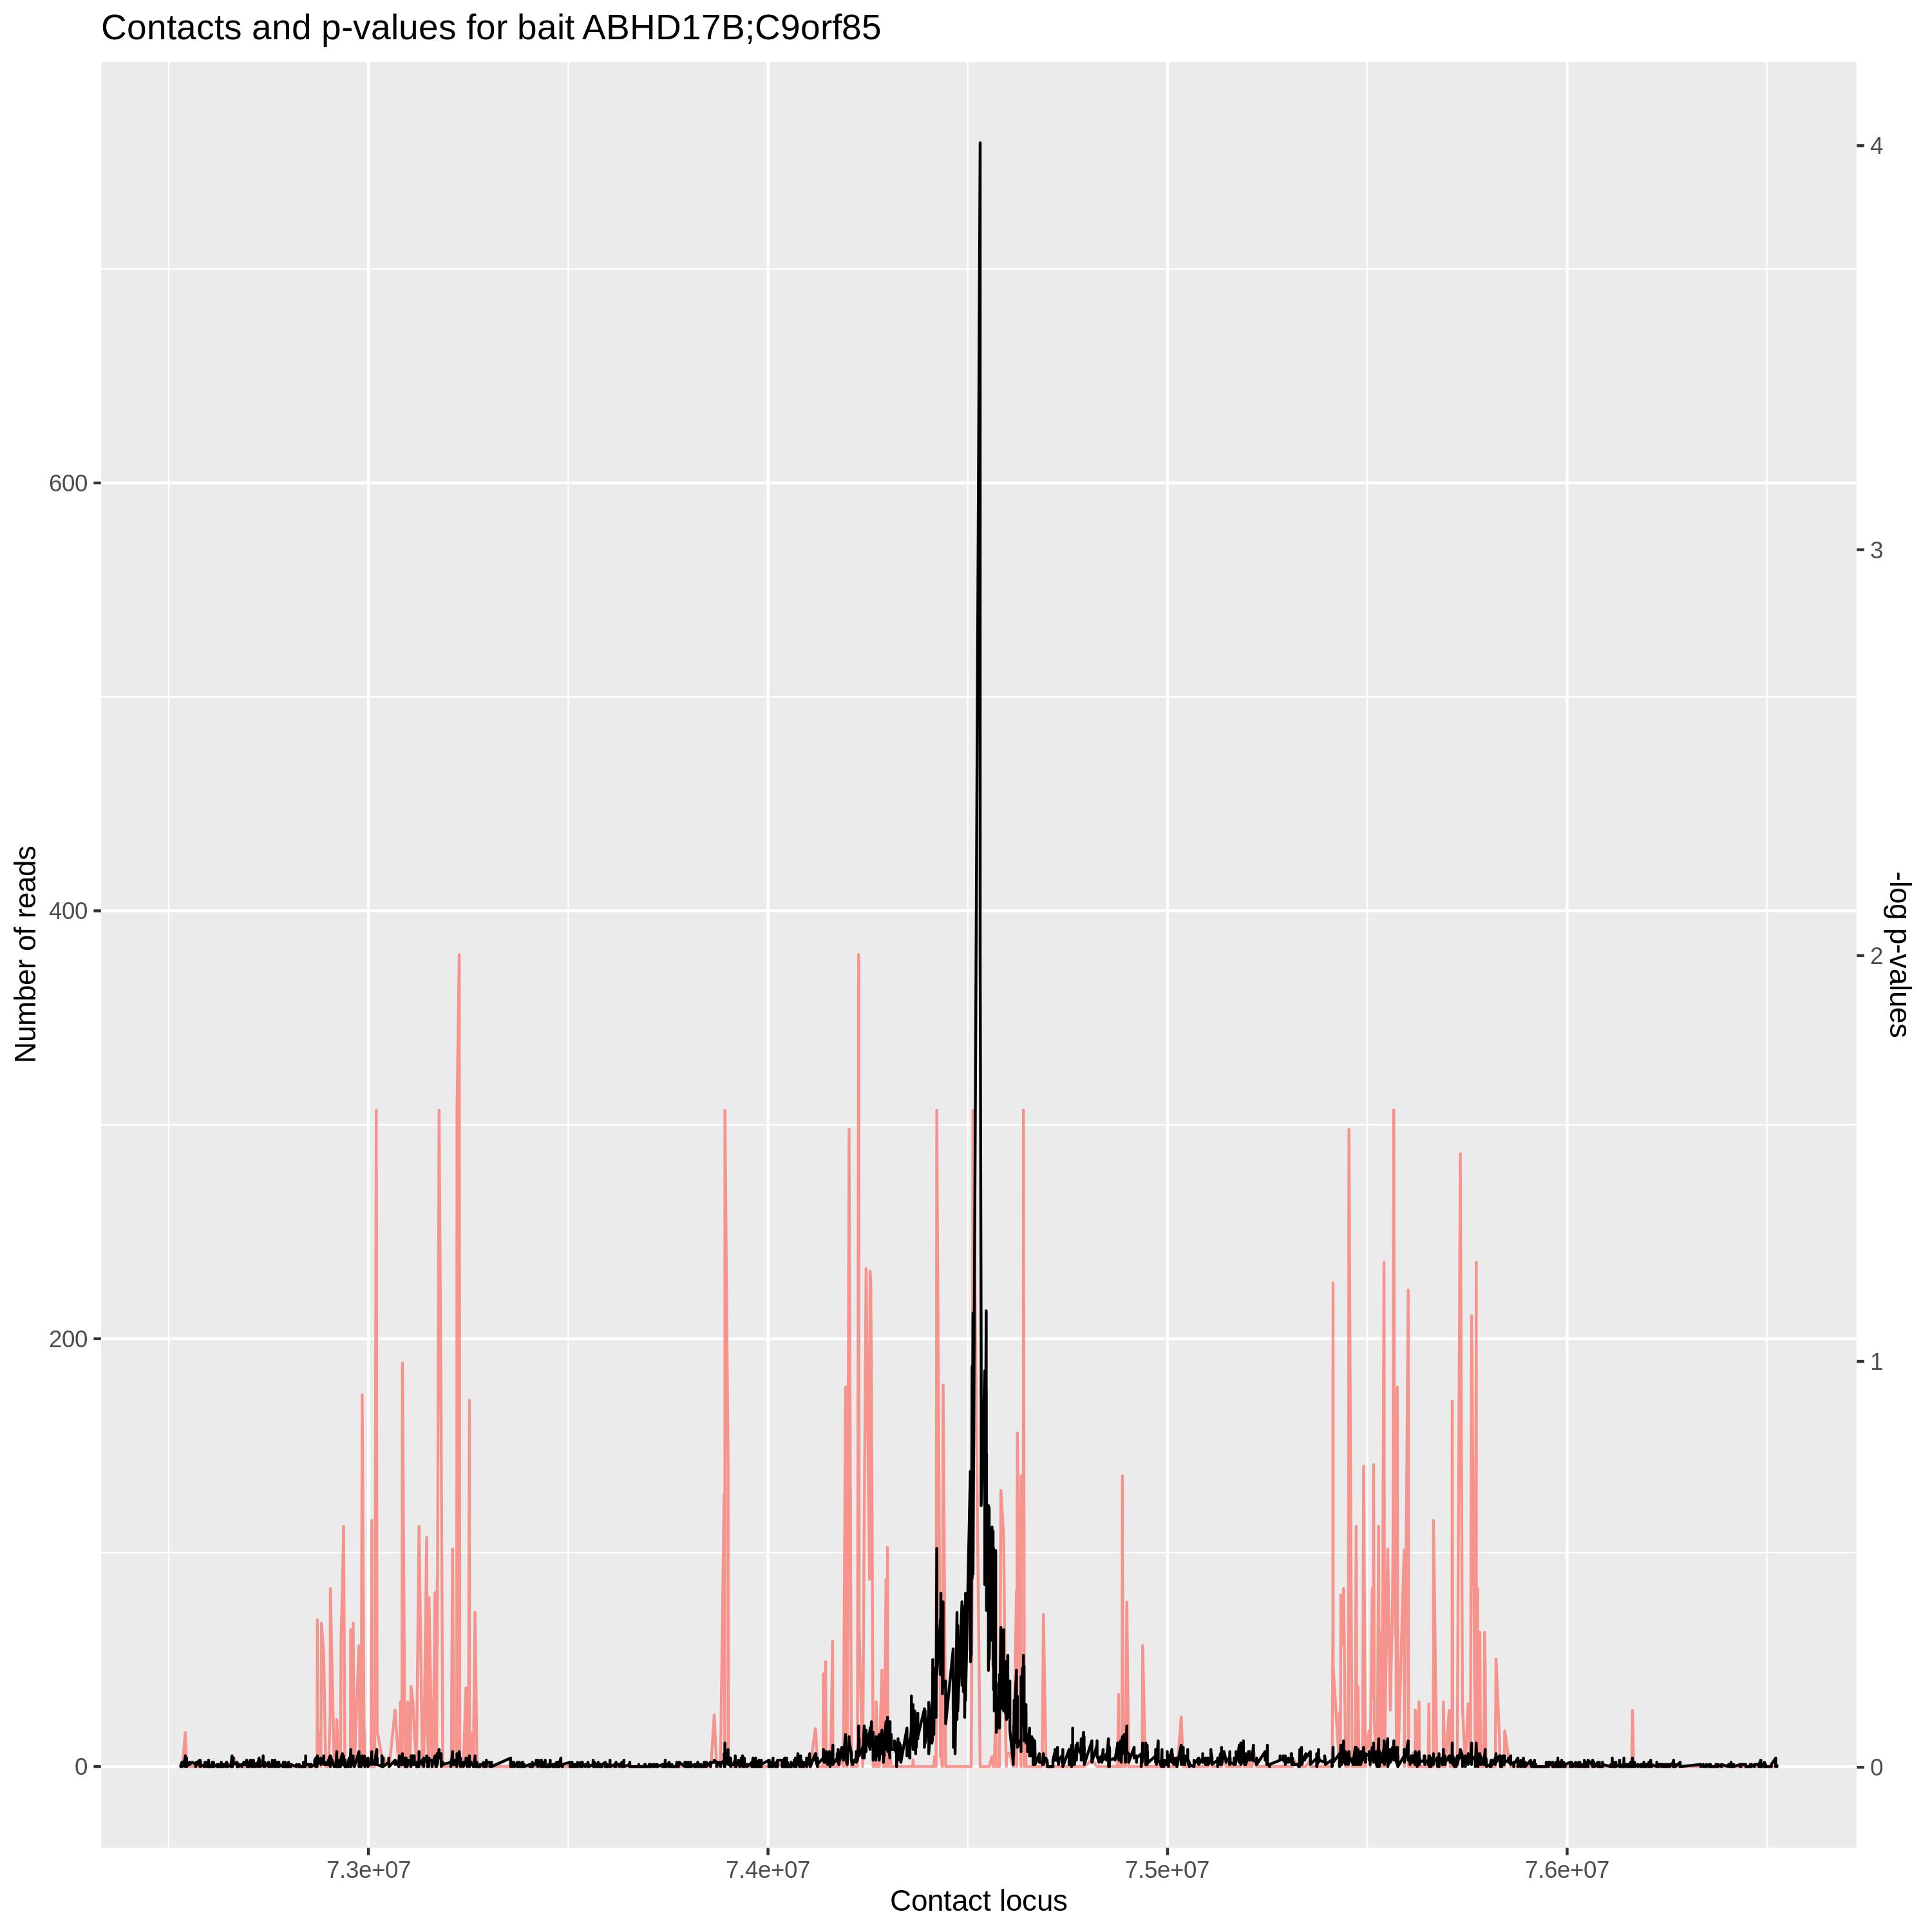 Contacts and p-values for bait ABHD17B;C9orf85
Number of reads
600
400
200
0
4
3
2
1
0
-log p-values
7.3e+07 7.4e+07 7.5e+07 7.6e+07
Contact locus